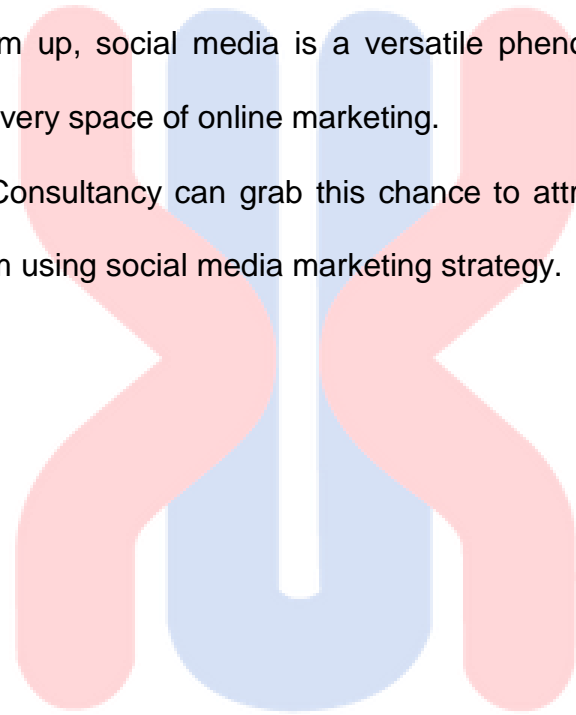 m up, social media is a versatile pheno
very space of online marketing.
Consultancy can grab this chance to attr
n using social media marketing strategy.